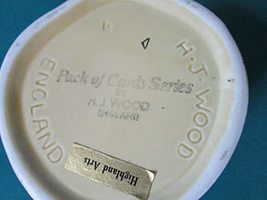 H.J. WOOD
ENGLAND
Pack of Cards Series
BY
H.J. WOOD
ENGLAND
Highland Arts